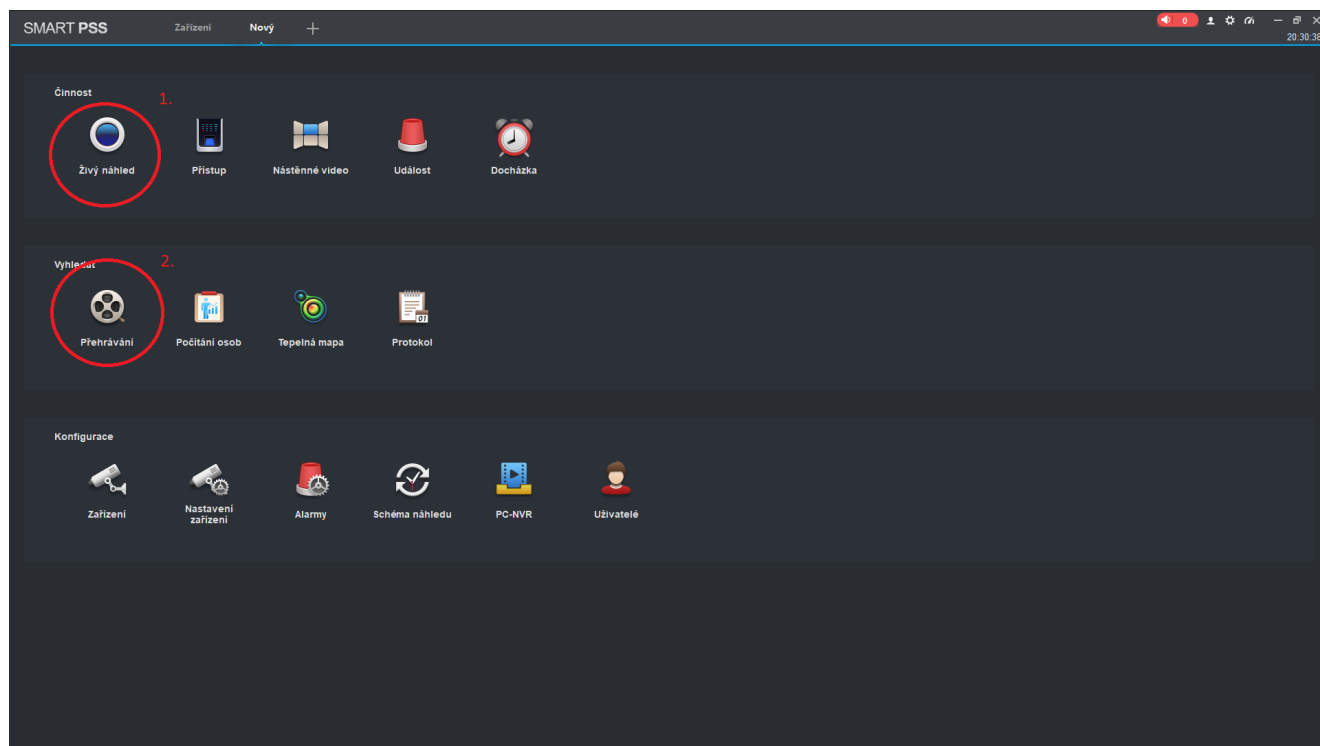 SMART PSS
Zařízení
Nový
0
20:30:38
Činnost
1.
Živý náhled
Přístup
Nástěnné video
Událost
Docházka
Vyhledat
2.
Přehrávání
Počítání osob
Tepelná mapa
Protokol
01
Konfigurace
Zařízení
Nastavení
zařízení
Alarmy
Schéma náhledu
PC-NVR
Uživatelé